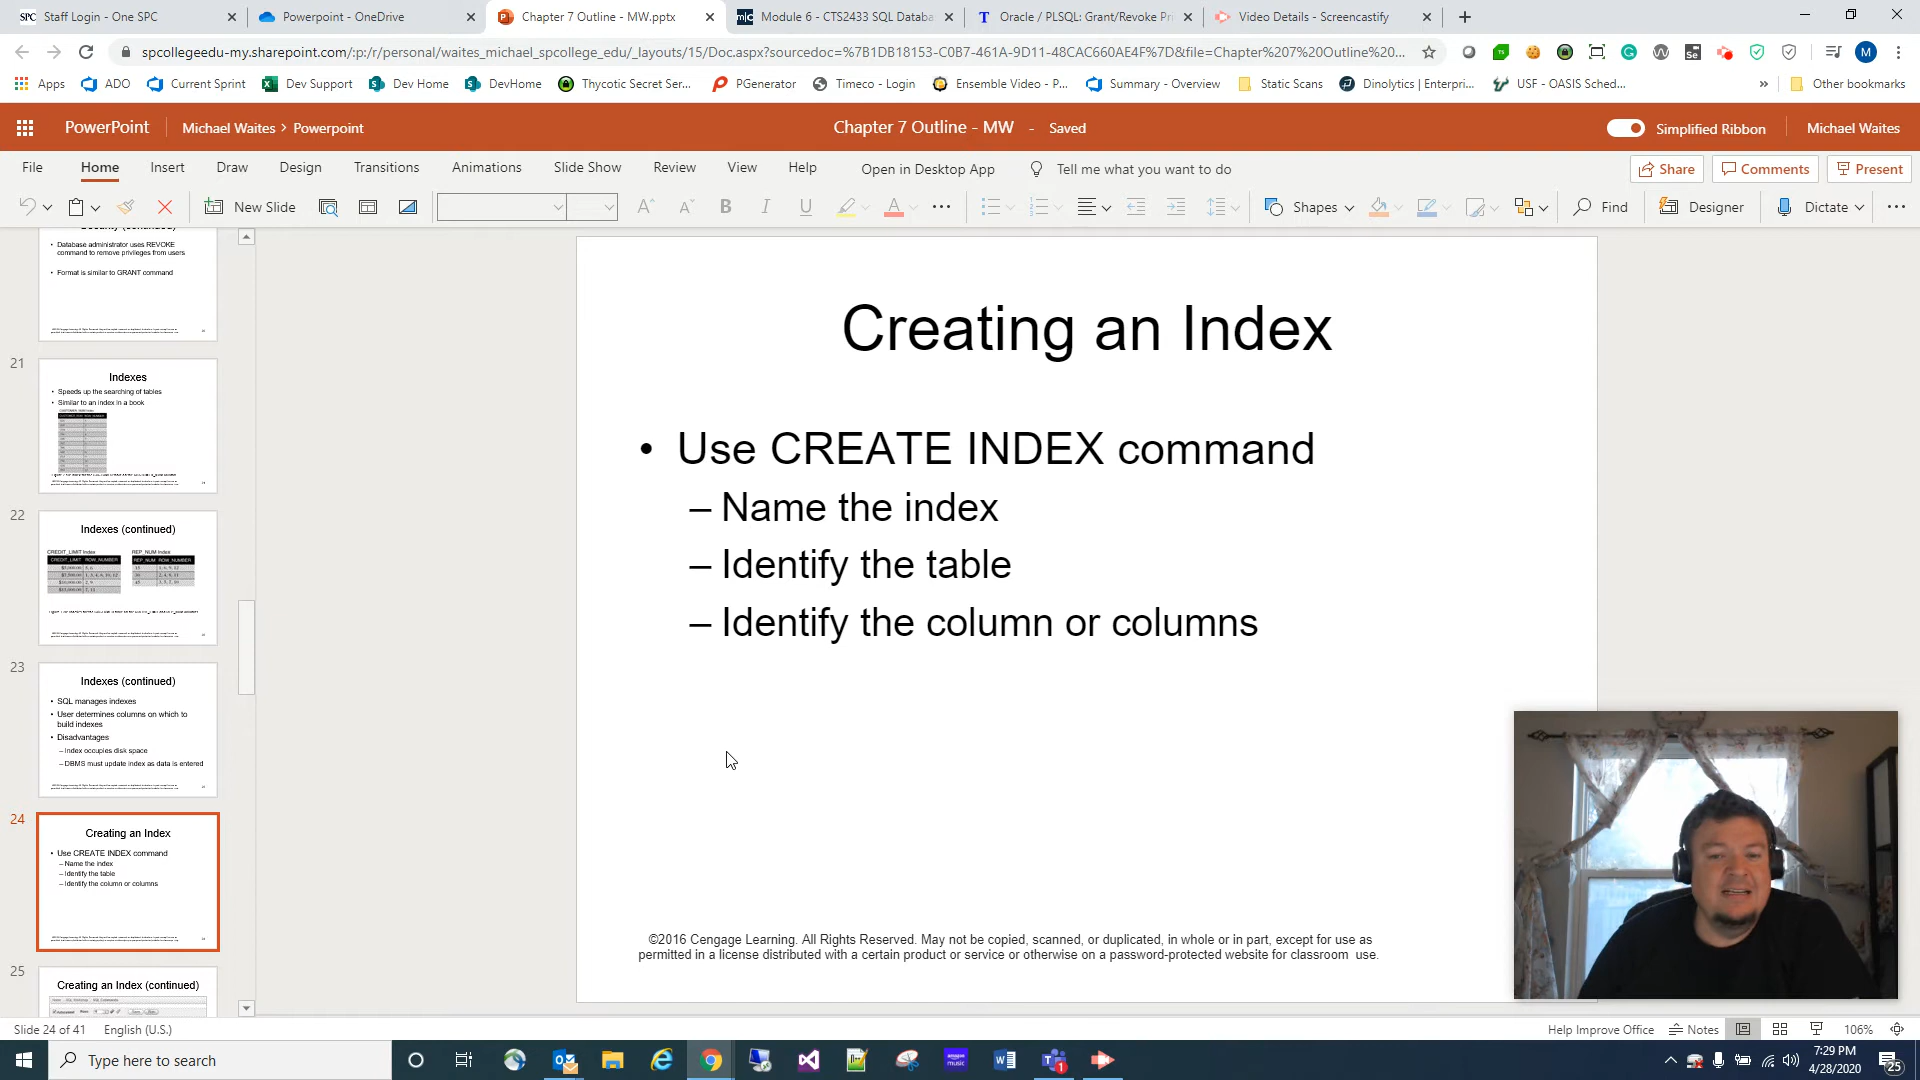 Staff Login - One SPC
Powerpoint - OneDrive
Chapter 7 Outline - MW.pptx
Module 6 - CTS2433 SQL Databa
Oracle / PLSQL: Grant/Revoke Pri
Video Details - Screencastify
spcollegeedu-my.sharepoint.com/:p:/r/personal/waites_michael_spcollege_edu/_layouts/15/Doc.aspx?sourcedoc=%7B1DB18153-C0B7-461A-9D11-48CAC660AE4F%7D&file=Chapter%207%20Outline%20...
Apps
ADO
Current Sprint
Dev Support
Dev Home
DevHome
Thycotic Secret Ser...
PGenerator
Timeco - Login
Ensemble Video - P...
Summary - Overview
Static Scans
Dinolytics | Enterpri...
USF - OASIS Sched...
»
Other bookmarks
PowerPoint
Michael Waites > Powerpoint
Chapter 7 Outline - MW - Saved
Simplified Ribbon
Michael Waites
File
Home
Insert
Draw
Design
Transitions
Animations
Slide Show
Review
View
Help
Open in Desktop App
Tell me what you want to do
Share
Comments
Present
New Slide
Shapes
Find
Designer
Dictate
• Database administrator uses REVOKE
command to remove privileges from users
• Format is similar to GRANT command
21
Indexes
• Speeds up the searching of tables
• Similar to an index in a book
22
Indexes (continued)
CREDIT_LIMIT Index
REP_NUM Index
23
Indexes (continued)
• SQL manages indexes
• User determines columns on which to
build indexes
• Disadvantages
– Index occupies disk space
– DBMS must update index as data is entered
24
Creating an Index
• Use CREATE INDEX command
– Name the index
– Identify the table
– Identify the column or columns
25
Creating an Index (continued)
Creating an Index
• Use CREATE INDEX command
– Name the index
– Identify the table
– Identify the column or columns
©2016 Cengage Learning. All Rights Reserved. May not be copied, scanned, or duplicated, in whole or in part, except for use as
permitted in a license distributed with a certain product or service or otherwise on a password-protected website for classroom use.
Slide 24 of 41
English (U.S.)
Help Improve Office
Notes
106%
Type here to search
7:29 PM
4/28/2020
25